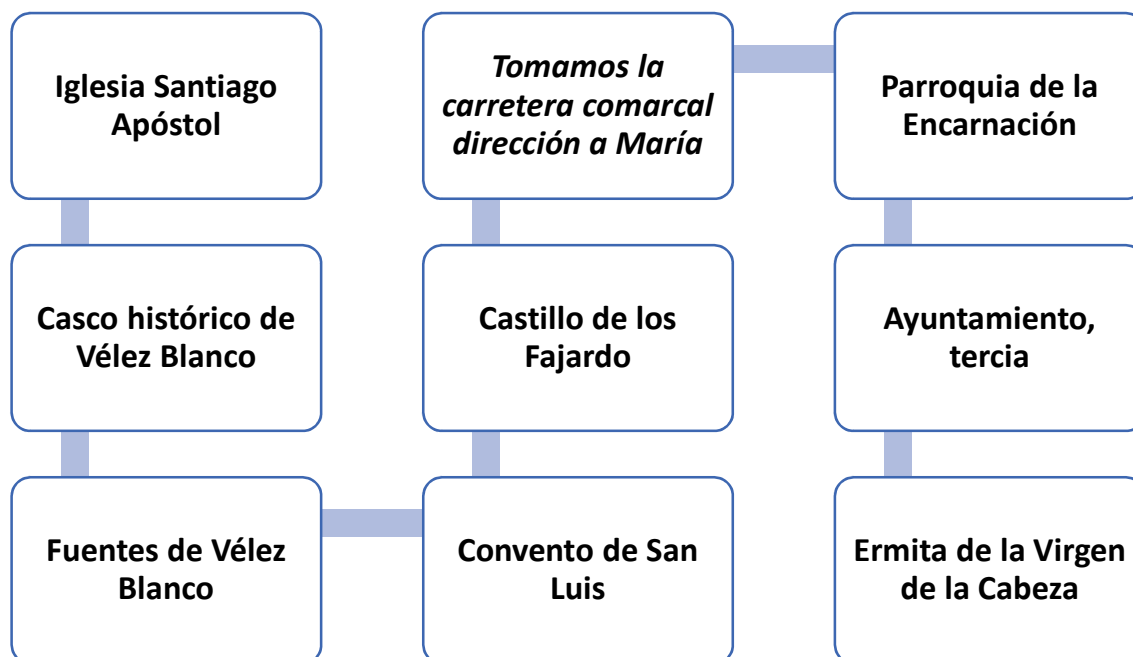 Iglesia Santiago
Apóstol
Casco histórico de
Vélez Blanco
Fuentes de Vélez
Blanco
Convento de San
Luis
Castillo de los
Fajardo
Tomamos la
carretera comarcal
dirección a María
Parroquia de la
Encarnación
Ayuntamiento,
tercia
Ermita de la Virgen
de la Cabeza